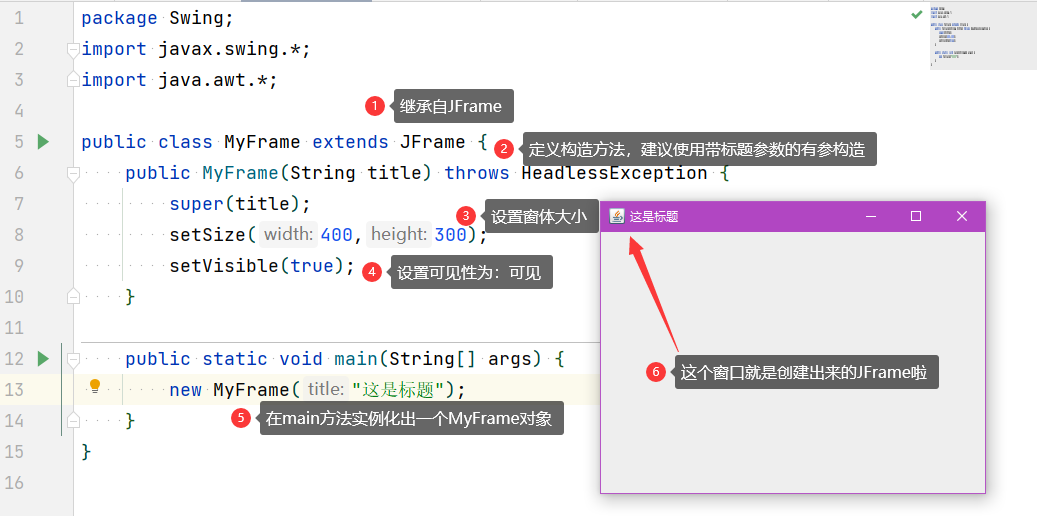 1 package Swing;
2 import javax.swing.*;
3 import java.awt.*;
4
① 继承自JFrame
5 public class MyFrame extends JFrame {
② 定义构造方法，建议使用带标题参数的有参构造
6 public MyFrame(String title) throws HeadlessException {
7 super(title);
③ 设置窗体大小
这是标题
8 setSize( width: 400, height: 300);
9 setVisible(true);
④ 设置可见性为：可见
10 }
11
12 public static void main(String[] args) {
⑥ 这个窗口就是创建出来的JFrame啦
13 new MyFrame( title: "这是标题");
⑤ 在main方法实例化出一个MyFrame对象
14 }
15 }
16